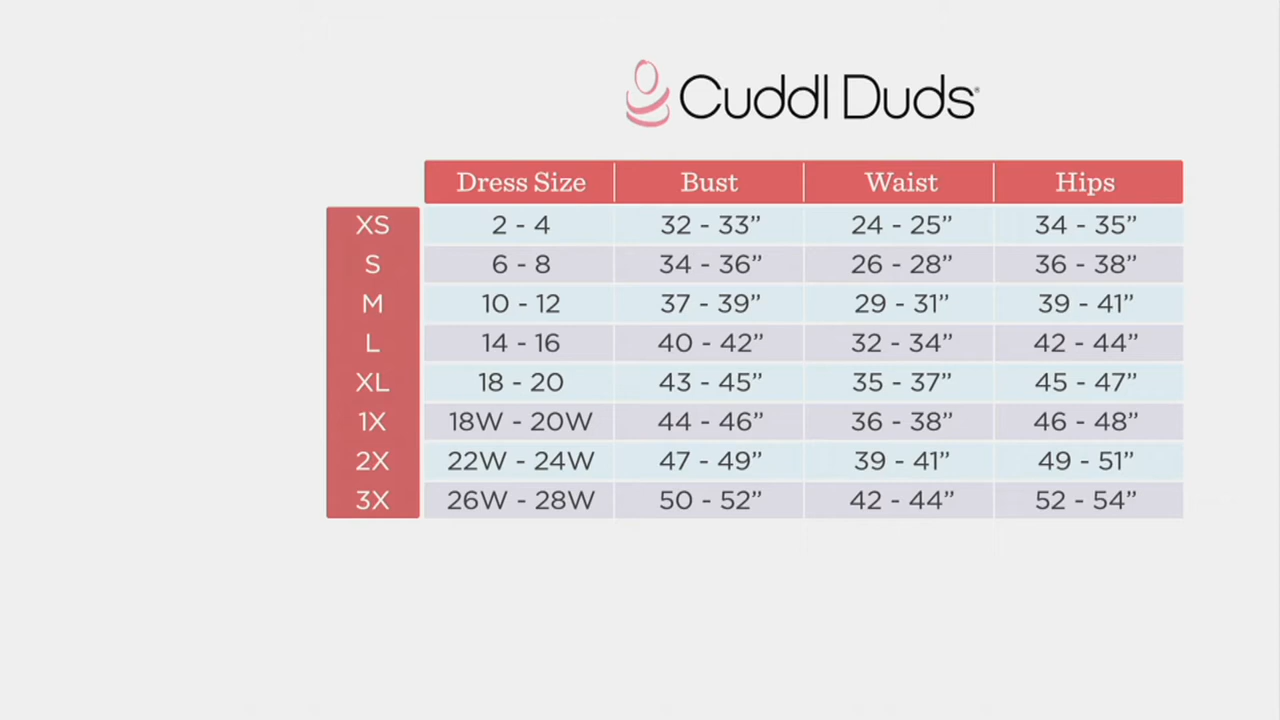 Cuddl Duds®
Dress Size Bust Waist Hips
XS 2 - 4 32 - 33” 24 - 25” 34 - 35”
S 6 - 8 34 - 36” 26 - 28” 36 - 38”
M 10 - 12 37 - 39” 29 - 31” 39 - 41”
L 14 - 16 40 - 42” 32 - 34” 42 - 44”
XL 18 - 20 43 - 45” 35 - 37” 45 - 47”
1X 18W - 20W 44 - 46” 36 - 38” 46 - 48”
2X 22W - 24W 47 - 49” 39 - 41” 49 - 51”
3X 26W - 28W 50 - 52” 42 - 44” 52 - 54”